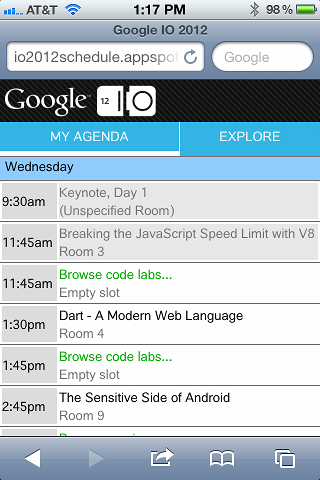 AT&T 1:17 PM 98%
Google IO 2012
io2012schedule.appspot Google
Google 12 IO
MY AGENDA EXPLORE
Wednesday
9:30am Keynote, Day 1
(Unspecified Room)
11:45am Breaking the JavaScript Speed Limit with V8
Room 3
11:45am Browse code labs...
Empty slot
1:30pm Dart - A Modern Web Language
Room 4
1:45pm Browse code labs...
Empty slot
2:45pm The Sensitive Side of Android
Room 9